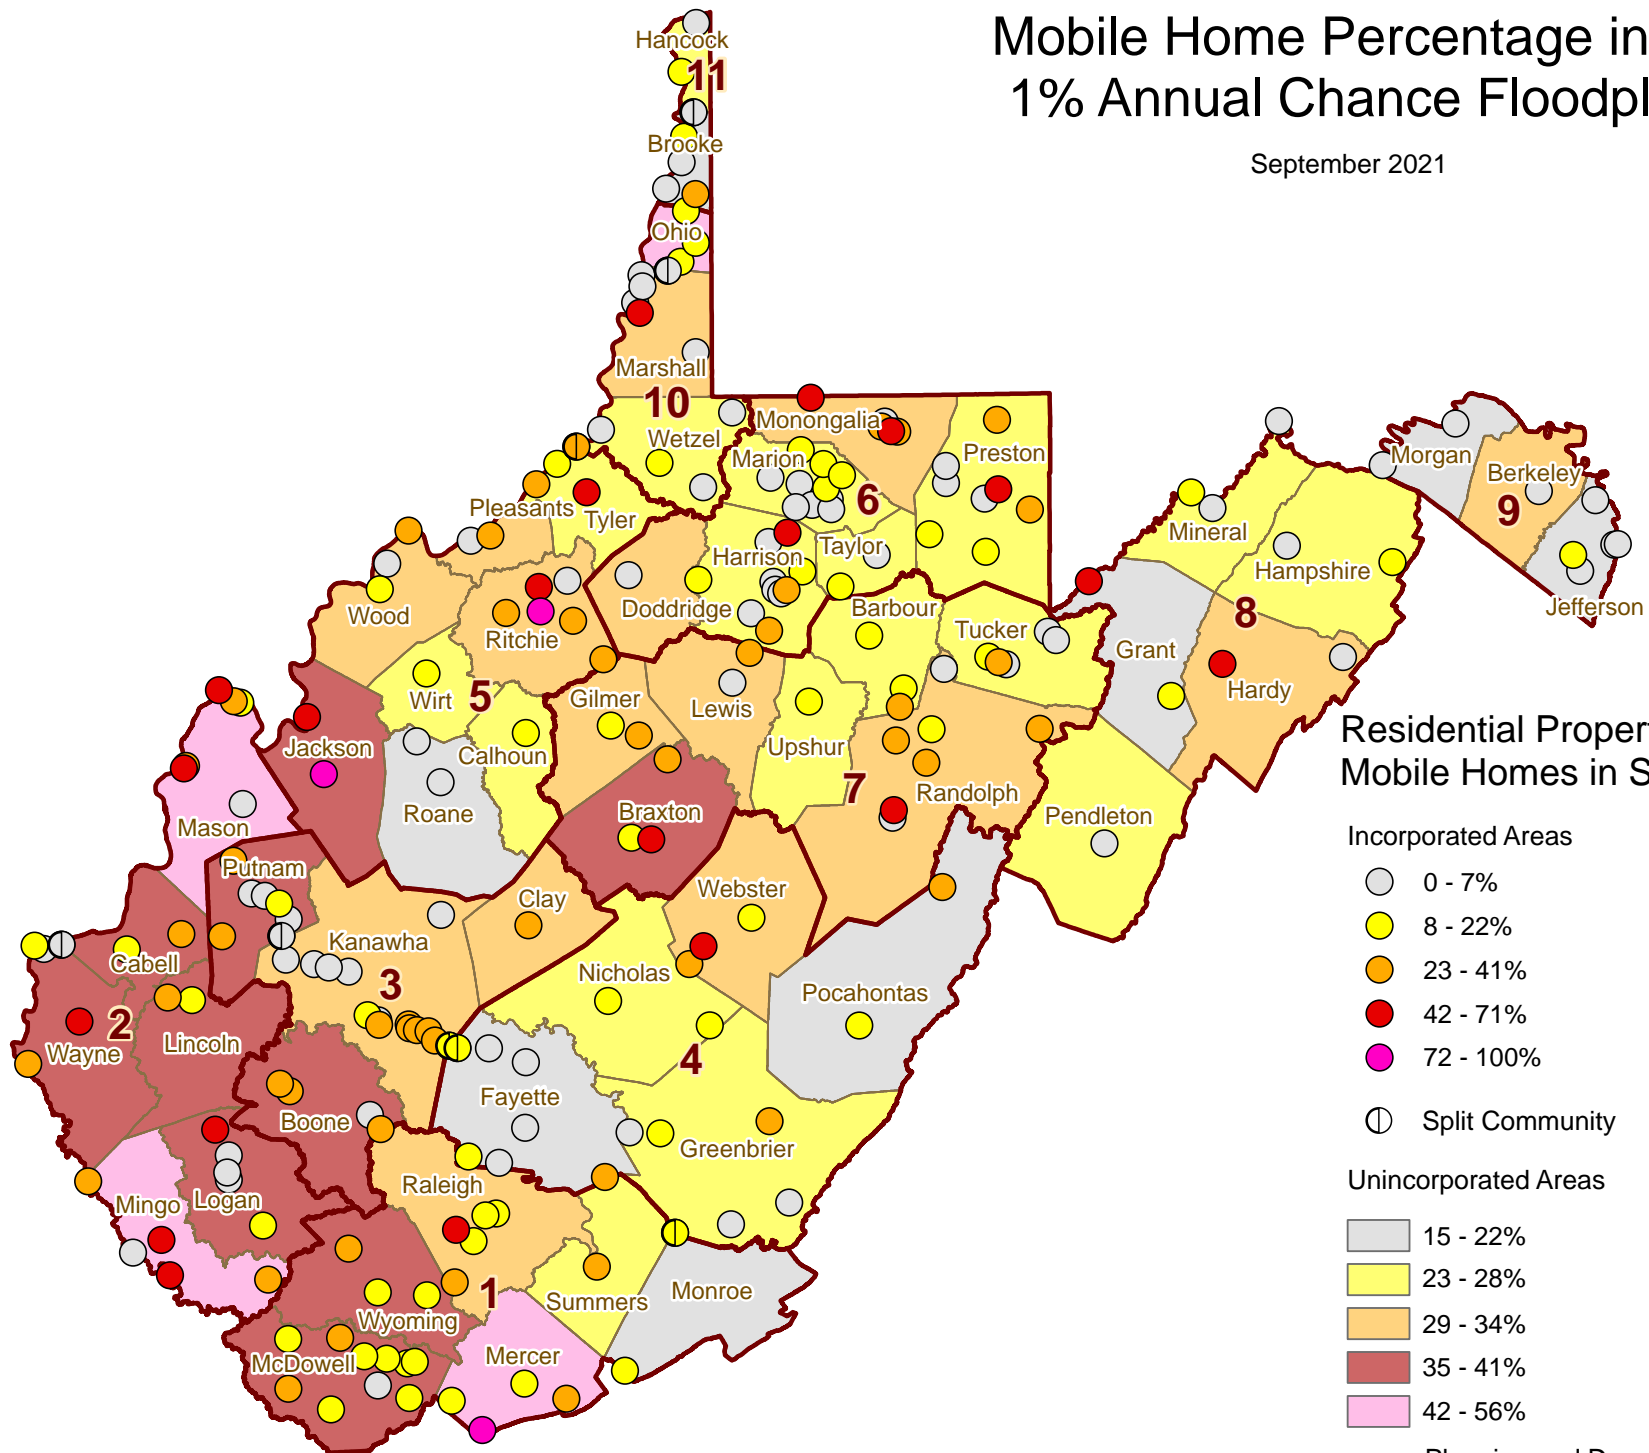 Mobile Home Percentage in
1% Annual Chance Floodpl
September 2021
Hancock
11
Brooke
Ohio
Marshall
10
Wetzel
Monongalia
Marion
Preston
6
Pleasants
Tyler
Harrison
Taylor
Doddridge
Wood
Ritchie
Barbour
Tucker
Morgan
Berkeley
9
Mineral
Hampshire
Jefferson
8
Grant
Hardy
Wirt
5
Gilmer
Lewis
Jackson
Calhoun
Upshur
7
Randolph
Roane
Braxton
Pendleton
Mason
Putnam
Webster
Clay
Kanawha
3
Cabell
Nicholas
Pocahontas
2
Wayne
Lincoln
4
Fayette
Boone
Greenbrier
Raleigh
Mingo
Logan
1
Summers
Monroe
Wyoming
McDowell
Mercer
Residential Proper
Mobile Homes in S
Incorporated Areas
0 - 7%
8 - 22%
23 - 41%
42 - 71%
72 - 100%
Split Community
Unincorporated Areas
15 - 22%
23 - 28%
29 - 34%
35 - 41%
42 - 56%